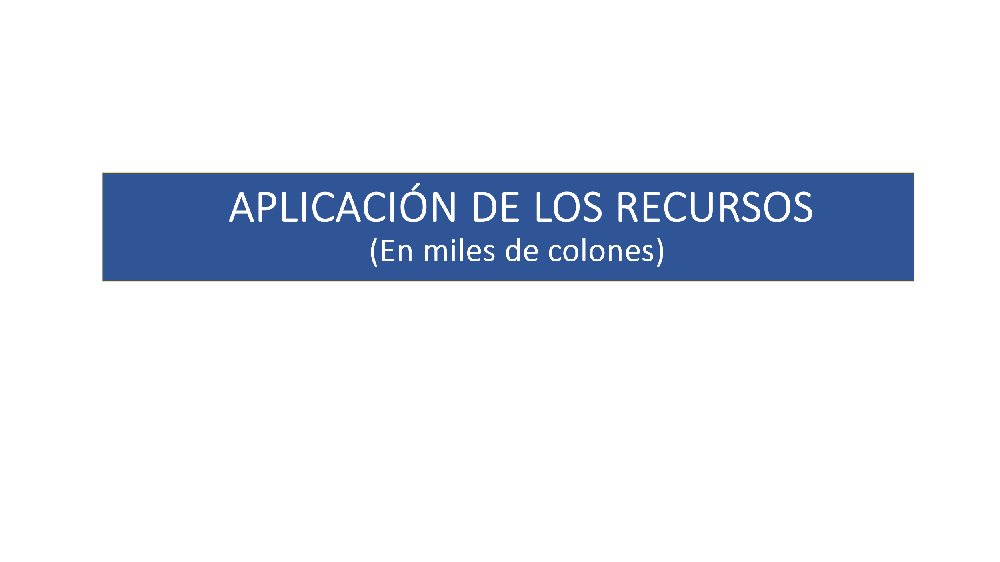 APLICACIÓN DE LOS RECURSOS
(En miles de colones)